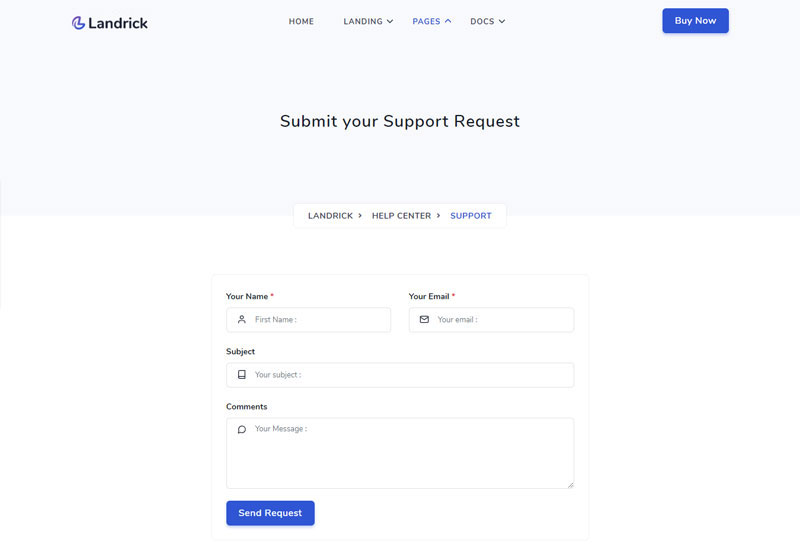 Landrick
HOME LANDING PAGES DOCS
Buy Now
Submit your Support Request
LANDRICK > HELP CENTER > SUPPORT
Your Name * Your Email *
First Name : Your email :
Subject
Your subject :
Comments
Your Message :
Send Request